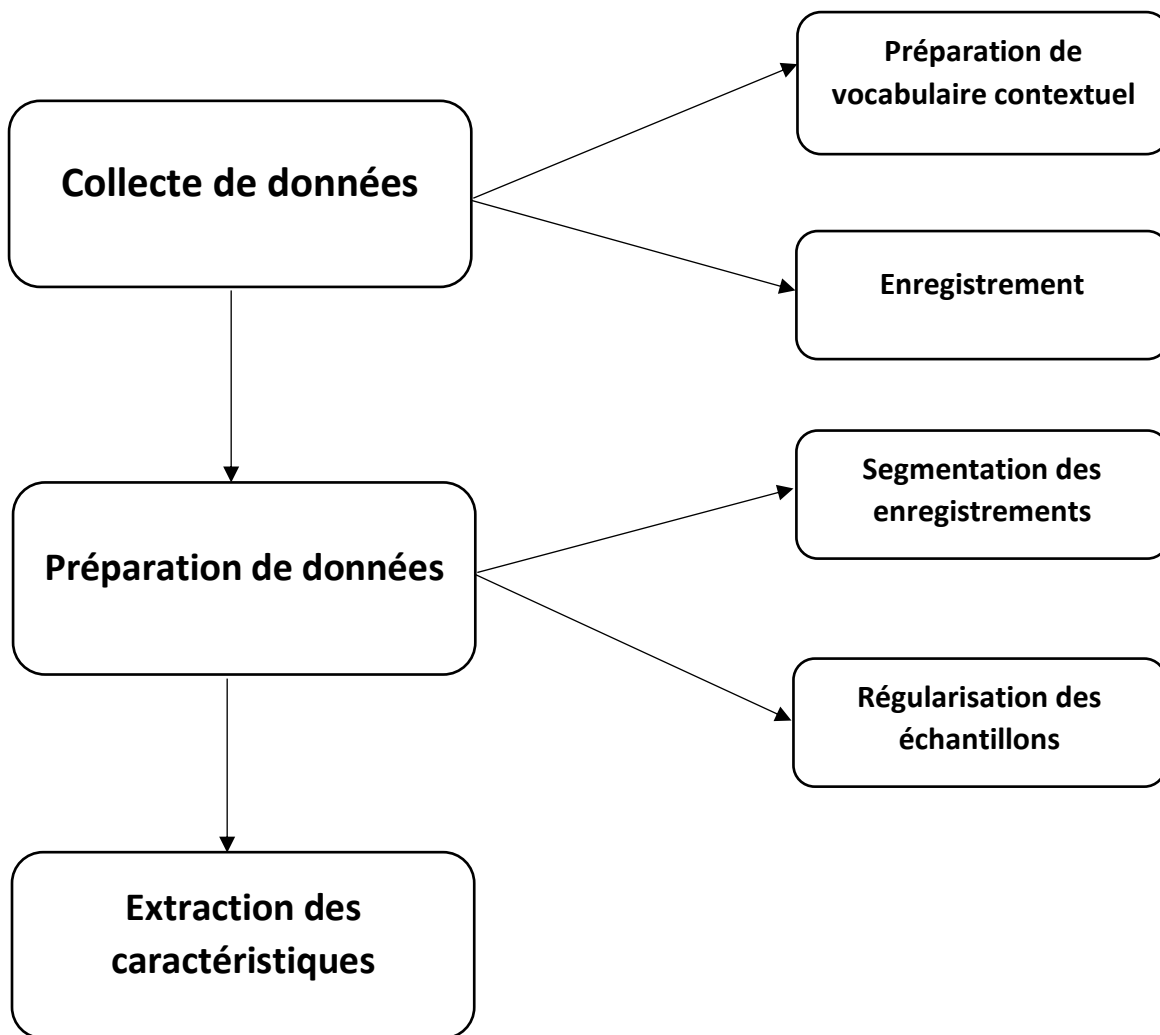 Préparation de
vocabulaire contextuel
Collecte de données
Enregistrement
Segmentation des
enregistrements
Préparation de données
Régularisation des
échantillons
Extraction des
caractéristiques